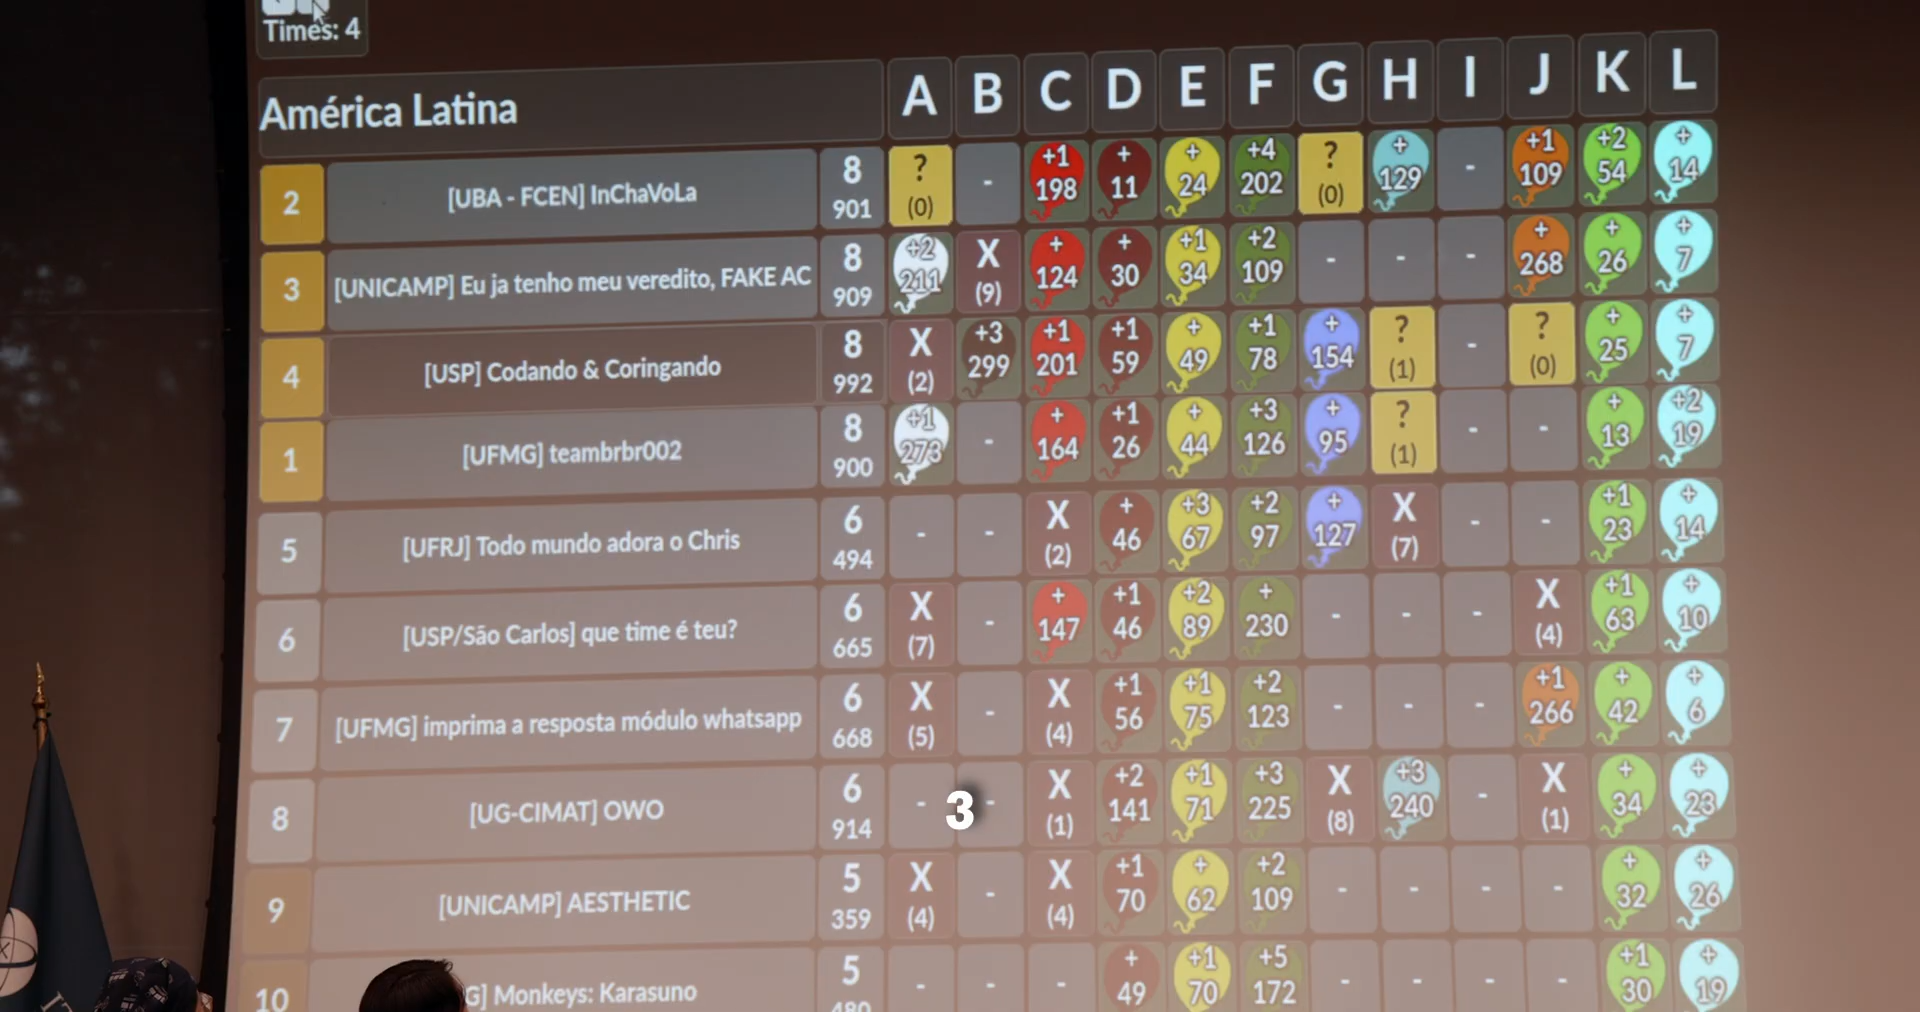 Times: 4
América Latina A B C D E F G H I J K L
2 [UBA - FCEN] InChaVoLa 8 901 ? (0) - +1 198 + 11 + 24 +4 202 ? (0) + 129 - +1 109 +2 54 + 14
3 [UNICAMP] Eu ja tenho meu veredito, FAKE AC 8 909 +2 211 X (9) + 124 + 30 +1 34 +2 109 - - - + 268 + 26 + 7
4 [USP] Codando & Coringando 8 992 X (2) +3 299 +1 201 +1 59 + 49 +1 78 + 154 ? (1) - ? (0) + 25 + 7
1 [UFMG] teambrbr002 8 900 +1 273 - + 164 +1 26 + 44 +3 126 + 95 ? (1) - - + 13 +2 19
5 [UFRJ] Todo mundo adora o Chris 6 494 - - X (2) + 46 +3 67 +2 97 + 127 X (7) - - +1 23 + 14
6 [USP/São Carlos] que time é teu? 6 665 X (7) - + 147 +1 46 +2 89 + 230 - - - X (4) +1 63 + 10
7 [UFMG] imprima a resposta módulo whatsapp 6 668 X (5) - X (4) +1 56 +1 75 +2 123 - - - +1 266 + 42 + 6
8 [UG-CIMAT] OWO 6 914 - - X (1) +2 141 +1 71 +3 225 X (8) +3 240 - X (1) + 34 + 23
3
9 [UNICAMP] AESTHETIC 5 359 X (4) - X (4) +1 70 + 62 +2 109 - - - - + 32 + 26
10 G] Monkeys: Karasuno 5 - - - + 49 +1 70 +5 172 - - - - +1 30 + 19